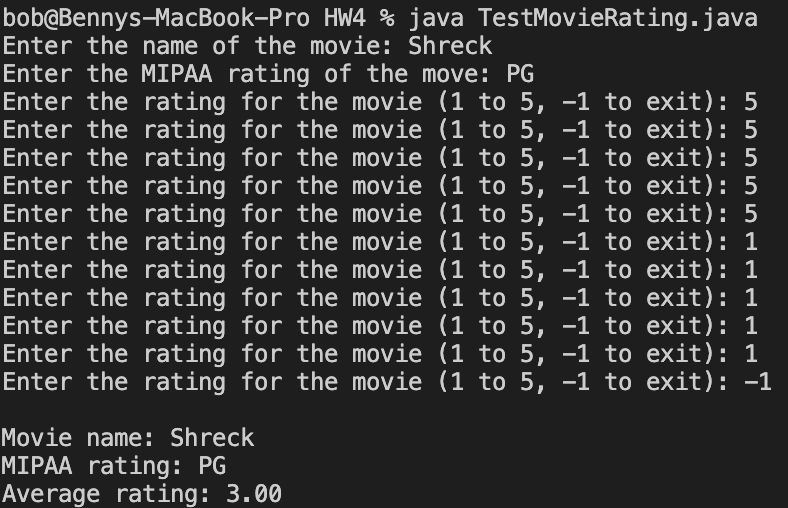 bob@Bennys-MacBook-Pro HW4 % java TestMovieRating.java
Enter the name of the movie: Shreck
Enter the MIPAA rating of the move: PG
Enter the rating for the movie (1 to 5, -1 to exit): 5
Enter the rating for the movie (1 to 5, -1 to exit): 5
Enter the rating for the movie (1 to 5, -1 to exit): 5
Enter the rating for the movie (1 to 5, -1 to exit): 5
Enter the rating for the movie (1 to 5, -1 to exit): 5
Enter the rating for the movie (1 to 5, -1 to exit): 1
Enter the rating for the movie (1 to 5, -1 to exit): 1
Enter the rating for the movie (1 to 5, -1 to exit): 1
Enter the rating for the movie (1 to 5, -1 to exit): 1
Enter the rating for the movie (1 to 5, -1 to exit): 1
Enter the rating for the movie (1 to 5, -1 to exit): -1
Movie name: Shreck
MIPAA rating: PG
Average rating: 3.00